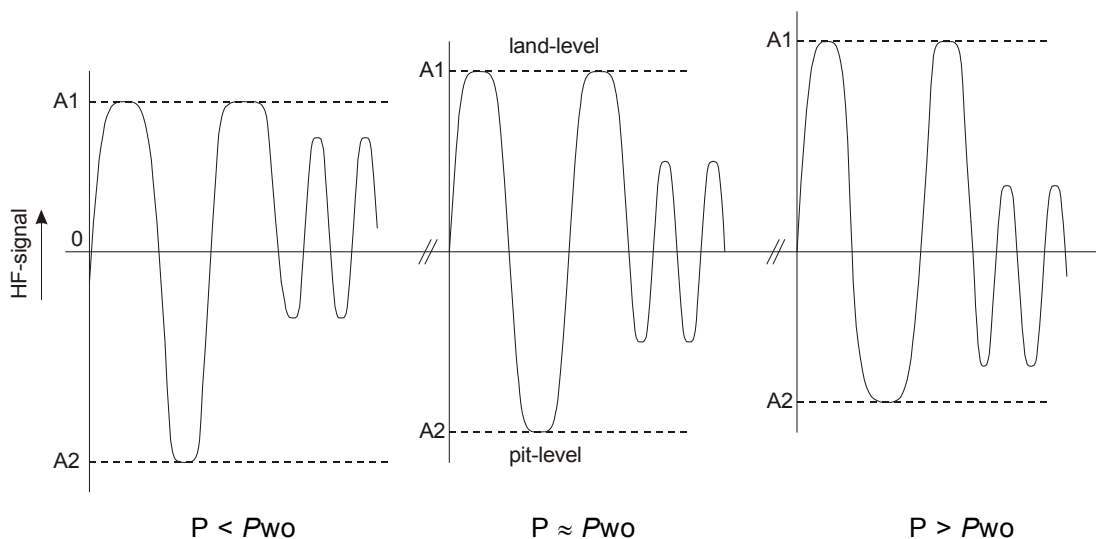 A1
A2
0
HF-signal
P < Pwo
land-level
A1
A2
pit-level
P ≈ Pwo
A1
A2
P > Pwo